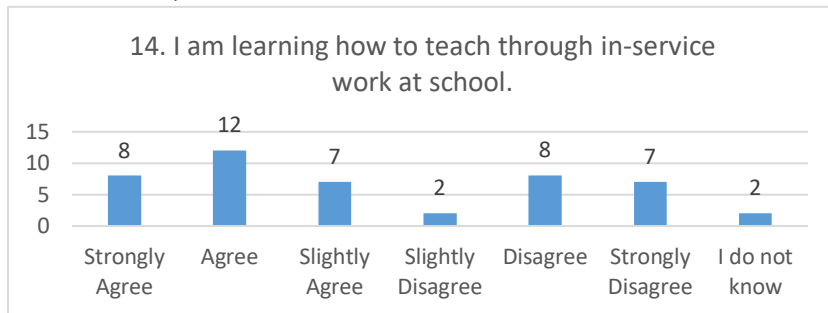 14. I am learning how to teach through in-service
work at school.
12
8
7
2
8
7
2
15
10
5
0
Strongly Agree
Agree
Slightly Agree
Slightly Disagree
Disagree
Strongly Disagree
I do not know